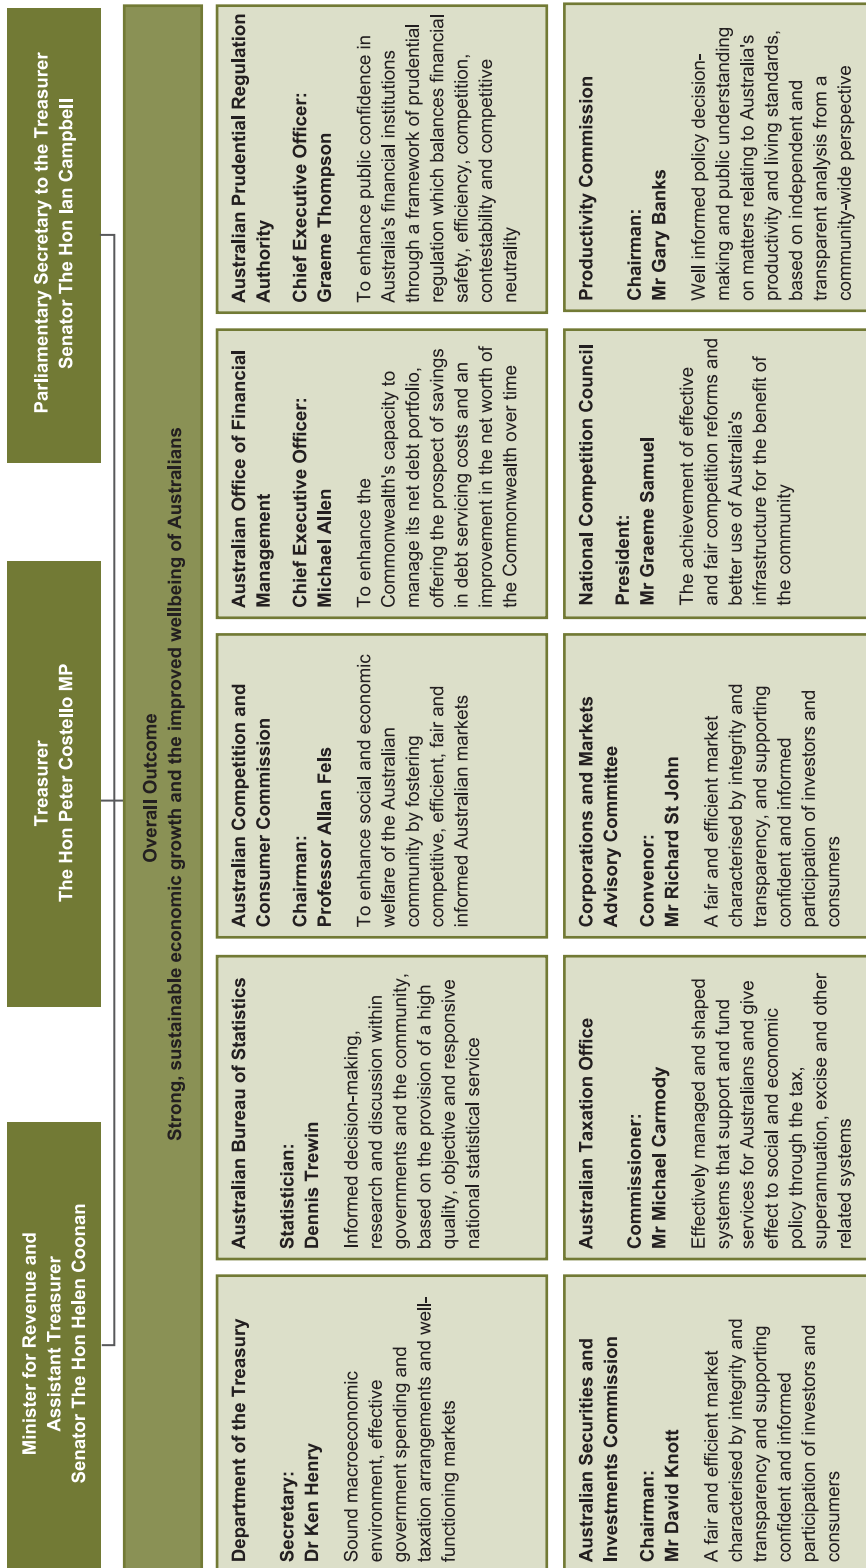 Minister for Revenue and
Assistant Treasurer
Senator The Hon Helen Coonan
Treasurer
The Hon Peter Costello MP
Parliamentary Secretary to the Treasurer
Senator The Hon Ian Campbell
Overall Outcome
Strong, sustainable economic growth and the improved wellbeing of Australians
Department of the Treasury
Secretary:
Dr Ken Henry
Sound macroeconomic
environment, effective
government spending and
taxation arrangements and well-
functioning markets
Australian Bureau of Statistics
Statistician:
Dennis Trewin
Informed decision-making,
research and discussion within
governments and the community,
based on the provision of a high
quality, objective and responsive
national statistical service
Australian Competition and
Consumer Commission
Chairman:
Professor Allan Fels
To enhance social and economic
welfare of the Australian
community by fostering
competitive, efficient, fair and
informed Australian markets
Australian Office of Financial
Management
Chief Executive Officer:
Michael Allen
To enhance the
Commonwealth's capacity to
manage its net debt portfolio,
offering the prospect of savings
in debt servicing costs and an
improvement in the net worth of
the Commonwealth over time
Australian Prudential Regulation
Authority
Chief Executive Officer:
Graeme Thompson
To enhance public confidence in
Australia's financial institutions
through a framework of prudential
regulation which balances financial
safety, efficiency, competition,
contestability and competitive
neutrality
Australian Securities and
Investments Commission
Chairman:
Mr David Knott
A fair and efficient market
characterised by integrity and
transparency and supporting
confident and informed
participation of investors and
consumers
Australian Taxation Office
Commissioner:
Mr Michael Carmody
Effectively managed and shaped
systems that support and fund
services for Australians and give
effect to social and economic
policy through the tax,
superannuation, excise and other
related systems
Corporations and Markets
Advisory Committee
Convenor:
Mr Richard St John
A fair and efficient market
characterised by integrity and
transparency, and supporting
confident and informed
participation of investors and
consumers
National Competition Council
President:
Mr Graeme Samuel
The achievement of effective
and fair competition reforms and
better use of Australia's
infrastructure for the benefit of
the community
Productivity Commission
Chairman:
Mr Gary Banks
Well informed policy decision-
making and public understanding
on matters relating to Australia's
productivity and living standards,
based on independent and
transparent analysis from a
community-wide perspective